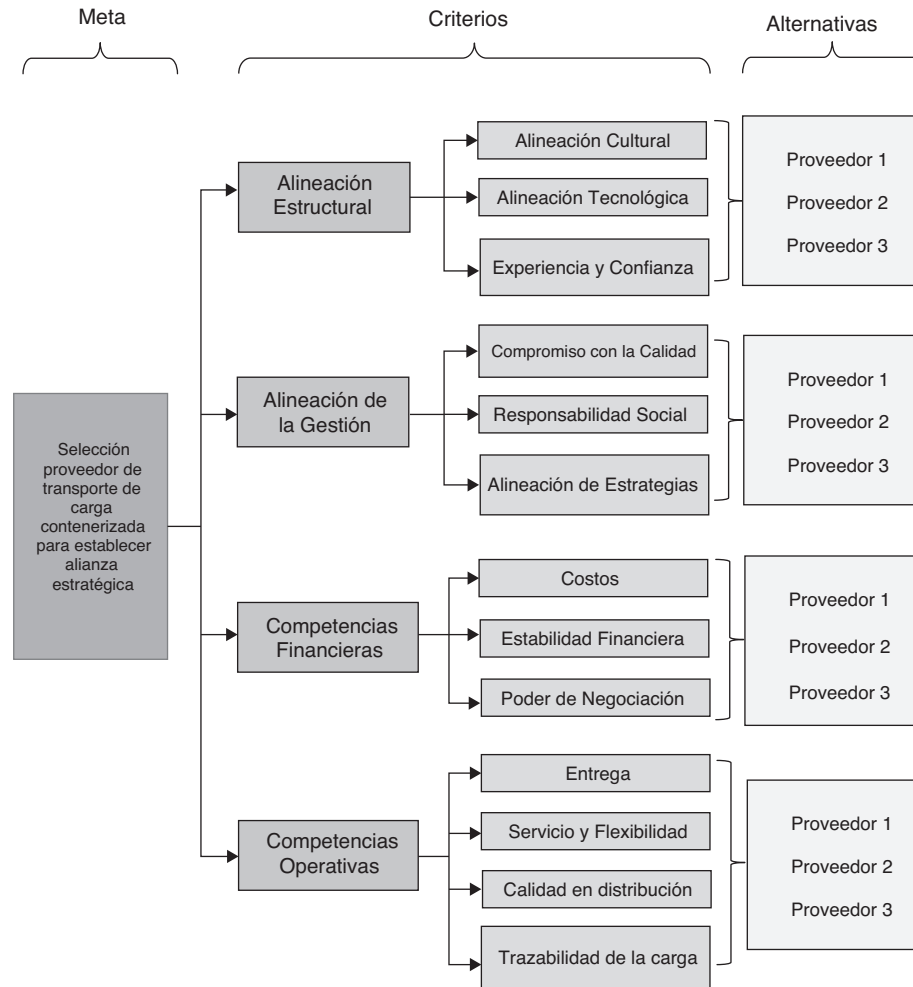 Meta
Criterios
Alternativas
Selección
proveedor de
transporte de
carga
contenerizada
para establecer
alianza
estratégica
Alineación
Estructural
Alineación Cultural
Alineación Tecnológica
Experiencia y Confianza
Proveedor 1
Proveedor 2
Proveedor 3
Alineación de
la Gestión
Compromiso con la Calidad
Responsabilidad Social
Alineación de Estrategias
Proveedor 1
Proveedor 2
Proveedor 3
Competencias
Financieras
Costos
Estabilidad Financiera
Poder de Negociación
Proveedor 1
Proveedor 2
Proveedor 3
Competencias
Operativas
Entrega
Servicio y Flexibilidad
Calidad en distribución
Trazabilidad de la carga
Proveedor 1
Proveedor 2
Proveedor 3